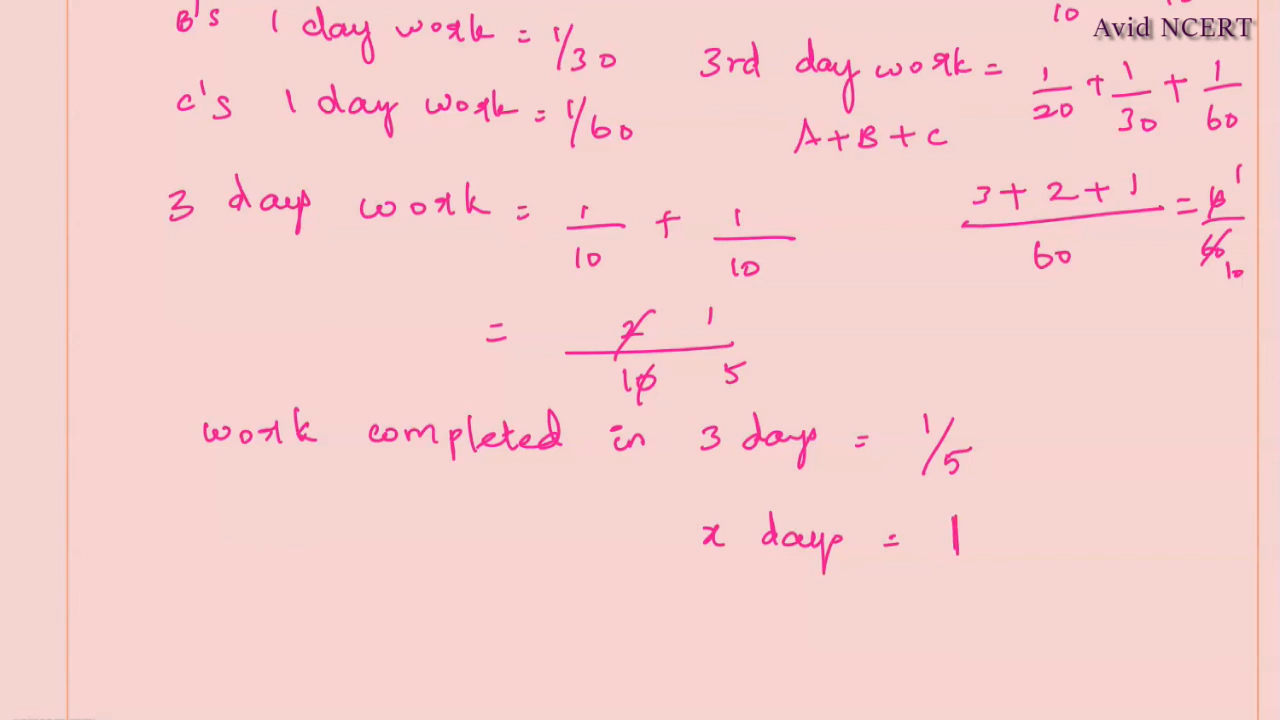 B's 1 day work = 1/30
C's 1 day work = 1/60
3 day work = 1/10 + 1/10
= 2/10 1/5
work completed in 3 days = 1/5
x days = 1
10
Avid NCERT
3rd day work = 1/20 + 1/30 + 1/60
A+B+C
3+2+1/60 = 6/60 1/10